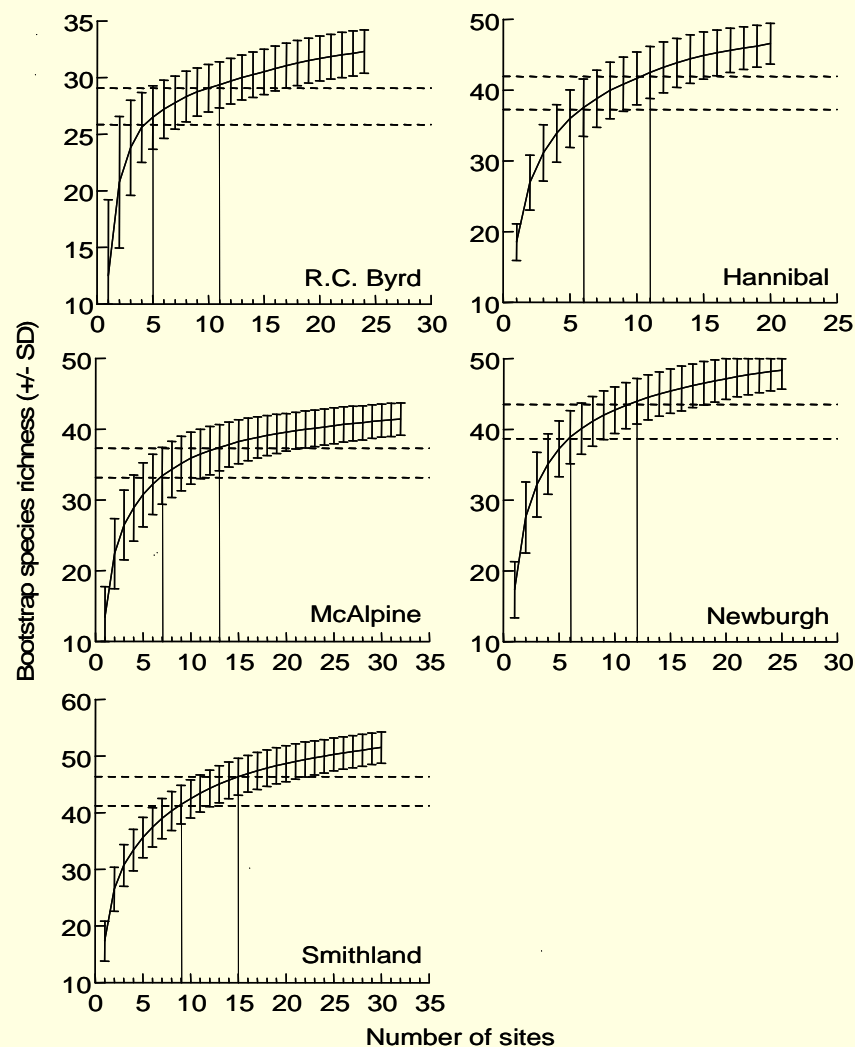 Bootstrap species richness (+/- SD)
35
30
25
20
15
10
0 5 10 15 20 25 30
R.C. Byrd
50
40
30
20
10
0 5 10 15 20 25
Hannibal
50
40
30
20
10
0 5 10 15 20 25 30 35
McAlpine
50
40
30
20
10
0 5 10 15 20 25 30
Newburgh
60
50
40
30
20
10
0 5 10 15 20 25 30 35
Smithland
Number of sites